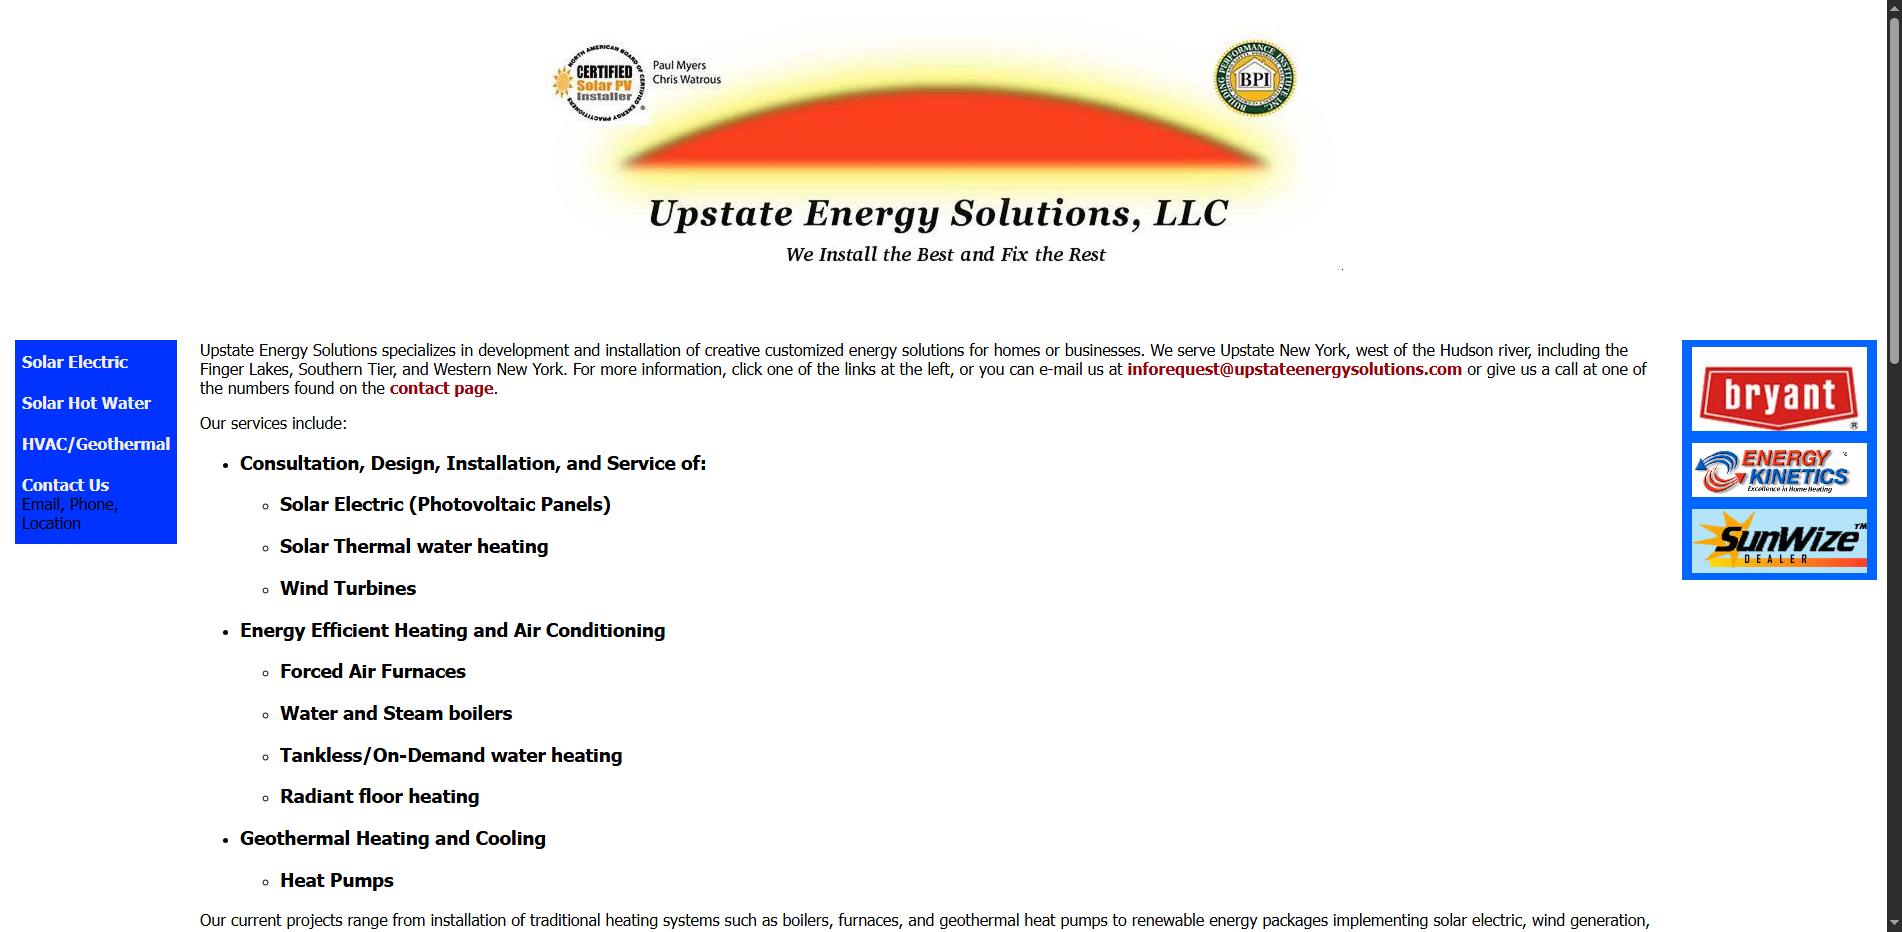 NORTH AMERICAN BOARD OF CERTIFIED ENERGY PRACTITIONERS
CERTIFIED
Solar PV
Installer
®
Paul Myers
Chris Watrous
BUILDING PERFORMANCE INSTITUTE INC.
BPI
Upstate Energy Solutions, LLC
We Install the Best and Fix the Rest
Solar Electric
Solar Hot Water
HVAC/Geothermal
Contact Us
Email, Phone,
Location
Upstate Energy Solutions specializes in development and installation of creative customized energy solutions for homes or businesses. We serve Upstate New York, west of the Hudson river, including the
Finger Lakes, Southern Tier, and Western New York. For more information, click one of the links at the left, or you can e-mail us at inforequest@upstateenergysolutions.com or give us a call at one of
the numbers found on the contact page.
Our services include:
• Consultation, Design, Installation, and Service of:
◦ Solar Electric (Photovoltaic Panels)
◦ Solar Thermal water heating
◦ Wind Turbines
• Energy Efficient Heating and Air Conditioning
◦ Forced Air Furnaces
◦ Water and Steam boilers
◦ Tankless/On-Demand water heating
◦ Radiant floor heating
• Geothermal Heating and Cooling
◦ Heat Pumps
Our current projects range from installation of traditional heating systems such as boilers, furnaces, and geothermal heat pumps to renewable energy packages implementing solar electric, wind generation,
bryant
®
ENERGY
KINETICS
Excellence in Home Heating
SunWize™
DEALER